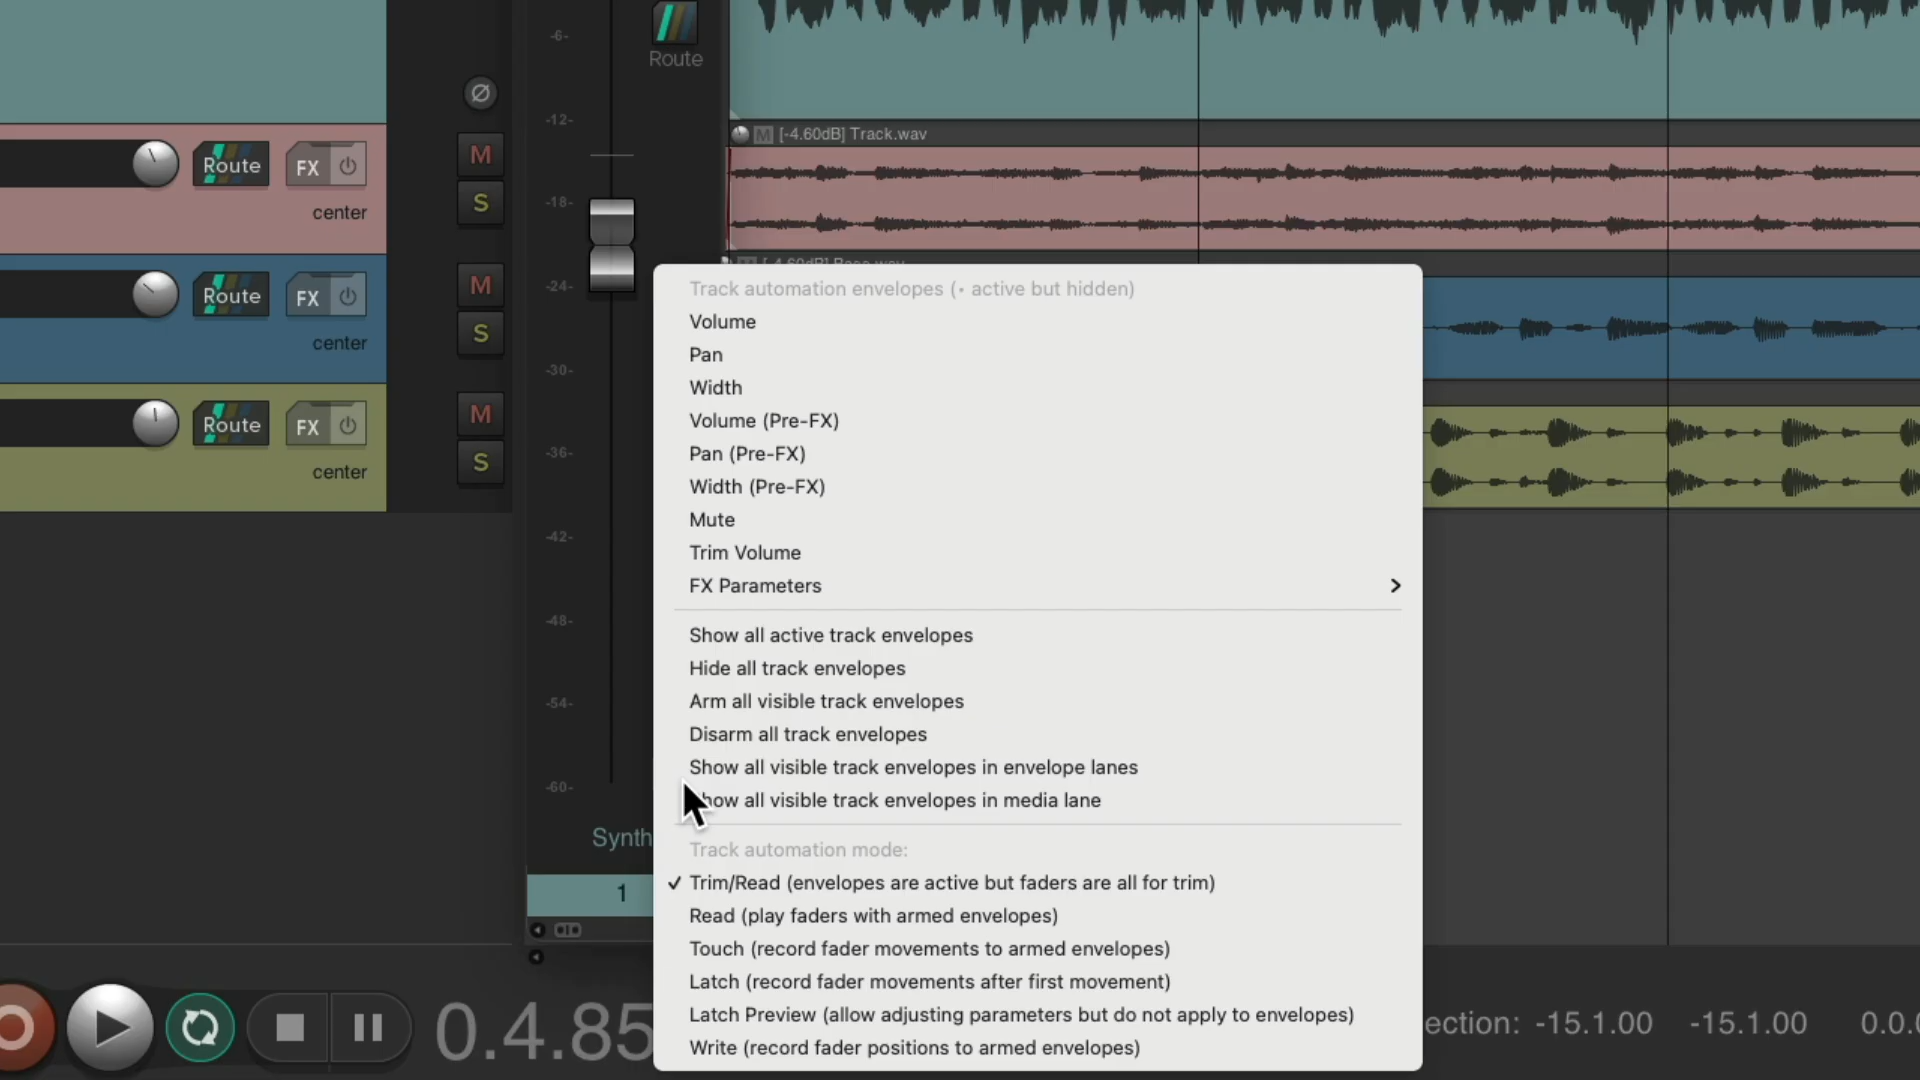 -6-
Route
-12-
M [-4.60dB] Track.wav
Route FX
M
center
S
-18-
-24-
Route FX
M
center
S
-30-
Route FX
M
center
S
-36-
-42-
-48-
-54-
-60-
Synth
1
Track automation envelopes (• active but hidden)
Volume
Pan
Width
Volume (Pre-FX)
Pan (Pre-FX)
Width (Pre-FX)
Mute
Trim Volume
FX Parameters
Show all active track envelopes
Hide all track envelopes
Arm all visible track envelopes
Disarm all track envelopes
Show all visible track envelopes in envelope lanes
how all visible track envelopes in media lane
Track automation mode:
✓ Trim/Read (envelopes are active but faders are all for trim)
Read (play faders with armed envelopes)
Touch (record fader movements to armed envelopes)
Latch (record fader movements after first movement)
Latch Preview (allow adjusting parameters but do not apply to envelopes)
Write (record fader positions to armed envelopes)
0.4.85
ection: -15.1.00 -15.1.00 0.0.0